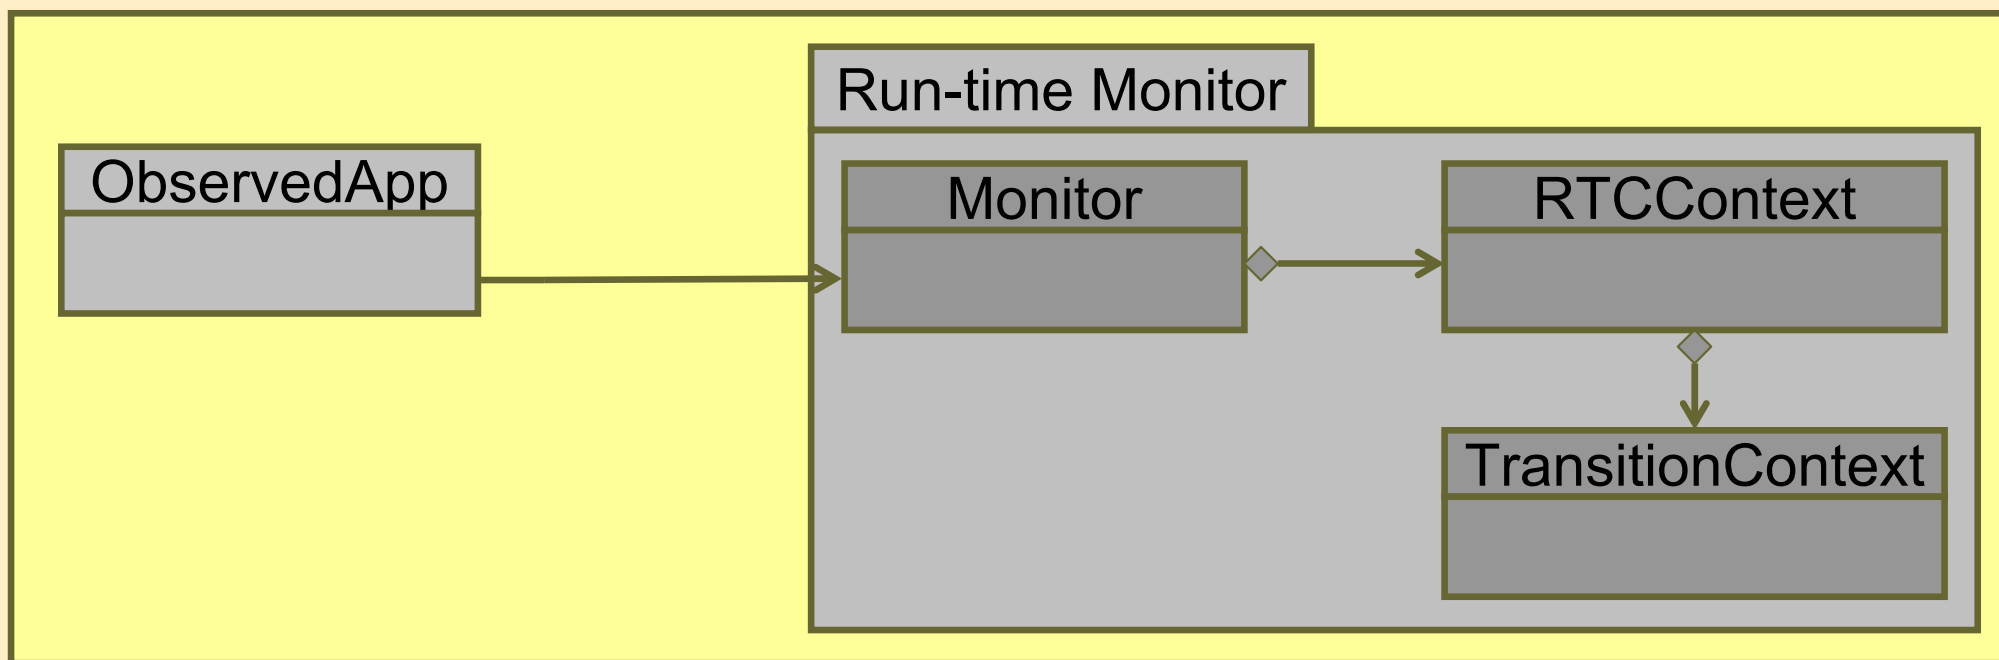 Run-time Monitor
ObservedApp
Monitor
RTCContext
TransitionContext